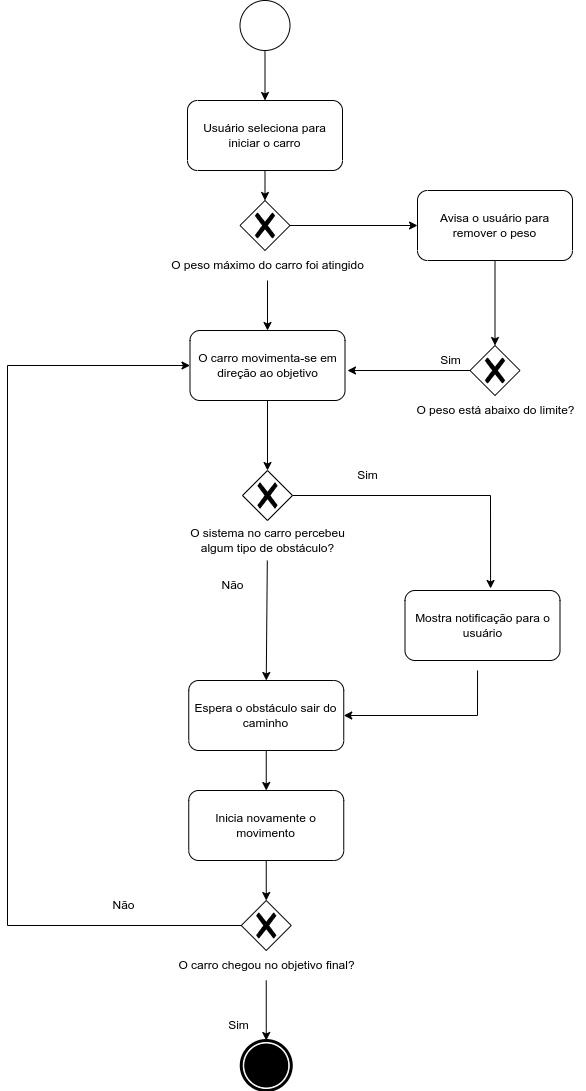 Usuário seleciona para
iniciar o carro
Avisa o usuário para
remover o peso
O peso máximo do carro foi atingido
O carro movimenta-se em
direção ao objetivo
Sim
O peso está abaixo do limite?
Sim
O sistema no carro percebeu
algum tipo de obstáculo?
Não
Mostra notificação para o
usuário
Espera o obstáculo sair do
caminho
Inicia novamente o
movimento
Não
O carro chegou no objetivo final?
Sim